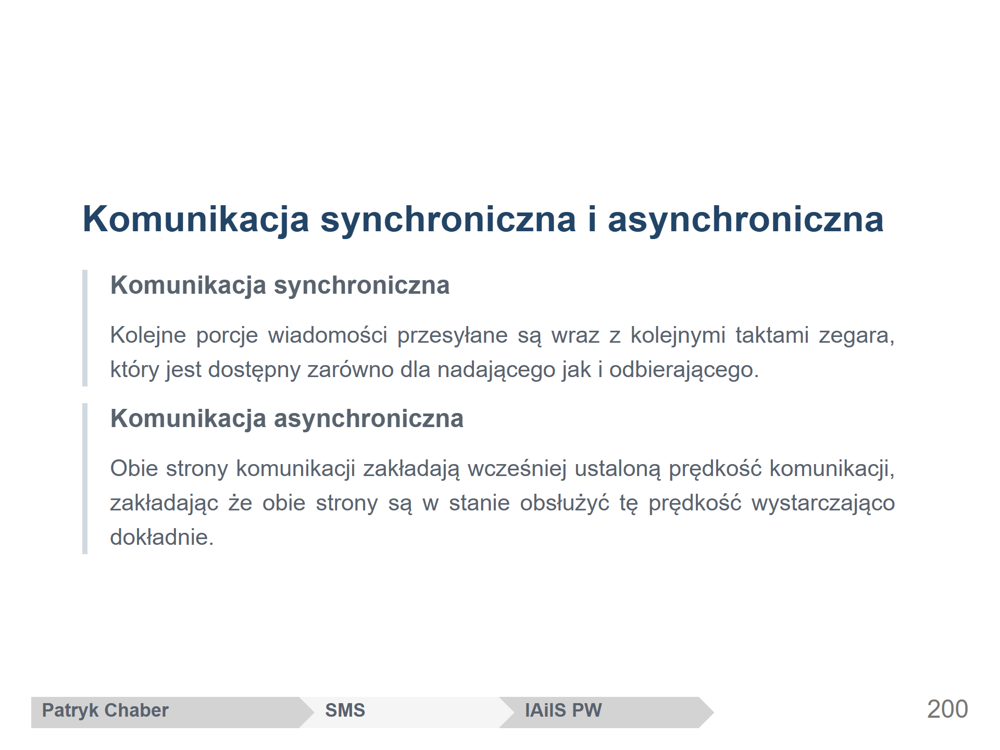 Komunikacja synchroniczna i asynchroniczna
Komunikacja synchroniczna
Kolejne porcje wiadomości przesyłane są wraz z kolejnymi taktami zegara,
który jest dostępny zarówno dla nadającego jak i odbierającego.
Komunikacja asynchroniczna
Obie strony komunikacji zakładają wcześniej ustaloną prędkość komunikacji,
zakładając że obie strony są w stanie obsłużyć tę prędkość wystarczająco
dokładnie.
Patryk Chaber
SMS
IAiIS PW
200